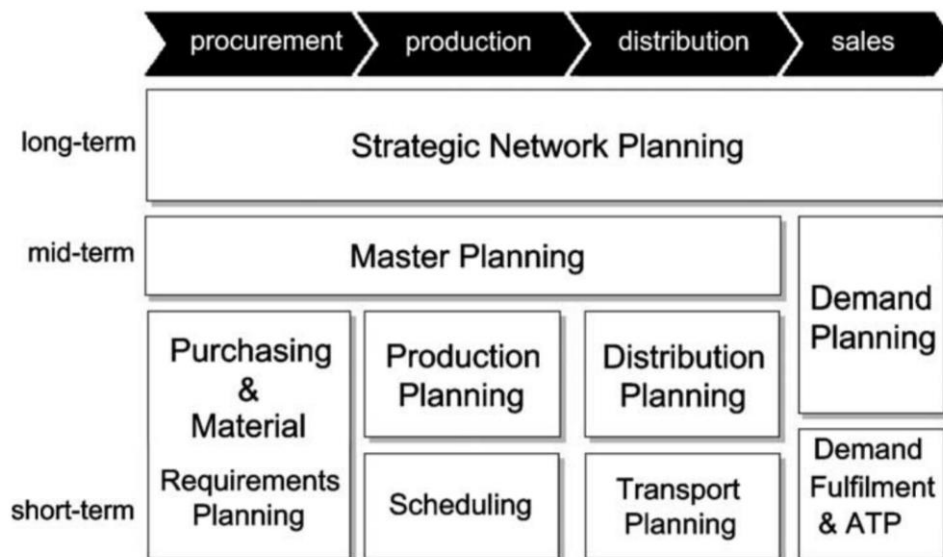 procurement
production
distribution
sales
long-term
Strategic Network Planning
mid-term
Master Planning
Demand
Planning
Purchasing
&
Material
Requirements
Planning
Production
Planning
Distribution
Planning
short-term
Scheduling
Transport
Planning
Demand
Fulfilment
& ATP